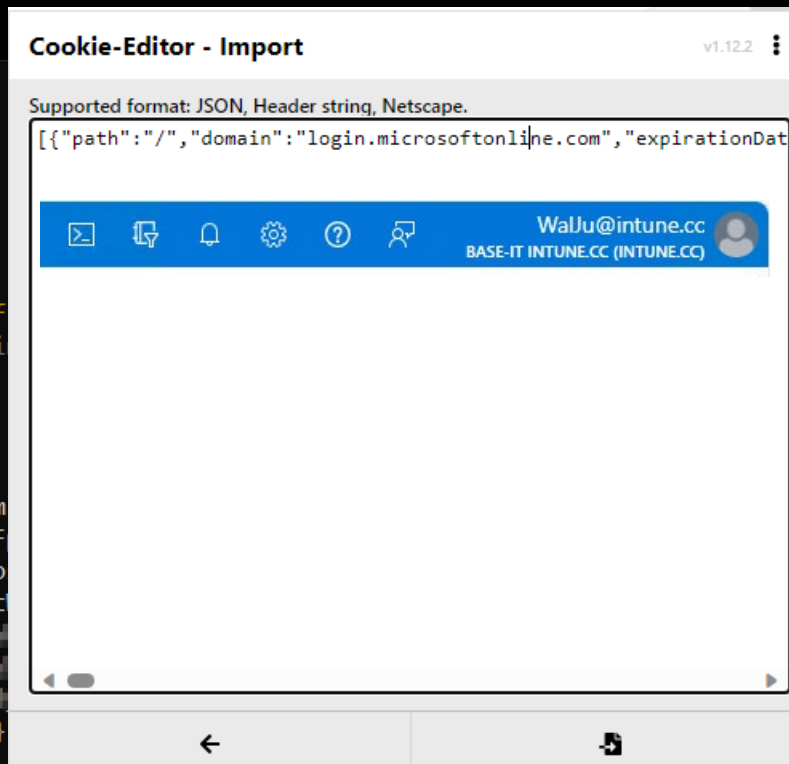 Cookie-Editor - Import
v1.12.2
Supported format: JSON, Header string, Netscape.
[{"path":"/","domain":"login.microsoftonline.com","expirationDat
WalJu@intune.cc
BASE-IT INTUNE.CC (INTUNE.CC)